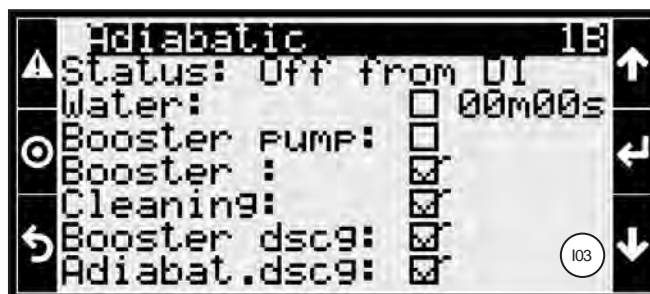 Adiabatic 1B
Status: Off from DI
Water: 00m00s
Booster pump:
Booster :
Cleaning:
Booster dscg:
Adiabat.dscg:
I03